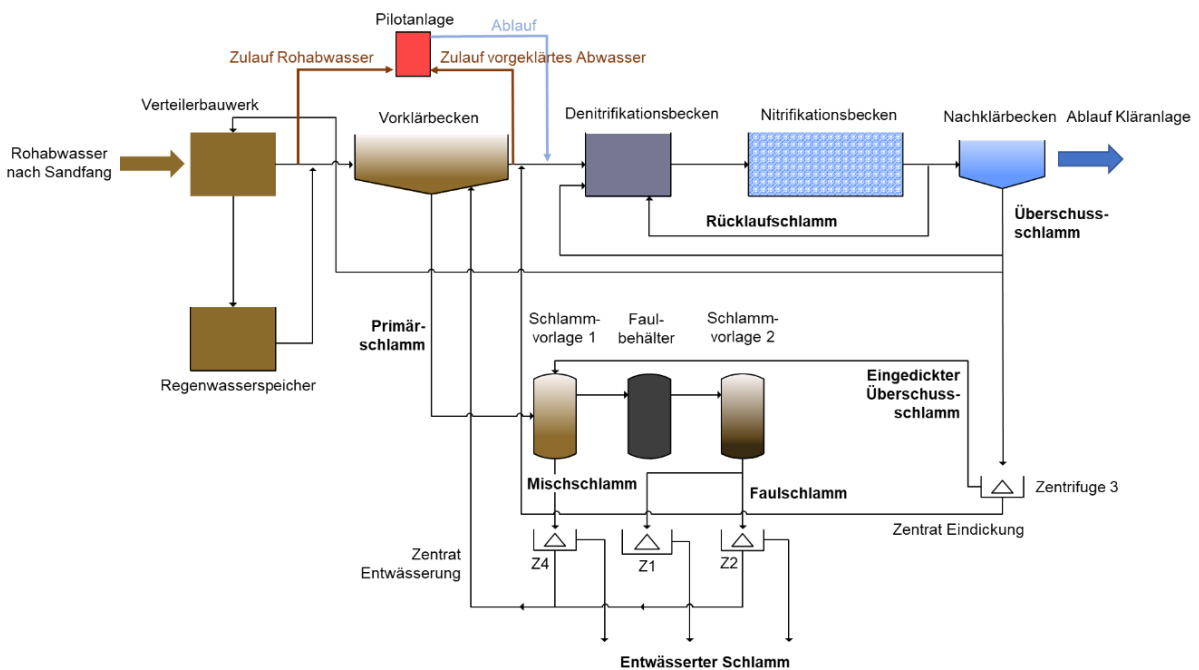 Pilotanlage
Ablauf
Zulauf Rohabwasser
Zulauf vorgeklärtes Abwasser
Verteilerbauwerk
Vorklärbecken
Denitrifikationsbecken
Nitrifikationsbecken
Nachklärbecken
Ablauf Kläranlage
Rohabwasser
nach Sandfang
Rücklaufschlamm
Überschuss-
schlamm
Primär-
schlamm
Schlamm-
vorlage 1
Faul-
behälter
Schlamm-
vorlage 2
Regenwasserspeicher
Eingedickter
Überschuss-
schlamm
Mischschlamm
Faulschlamm
Zentrifuge 3
Zentrat Eindickung
Zentrat
Entwässerung
Z4
Z1
Z2
Entwässerter Schlamm